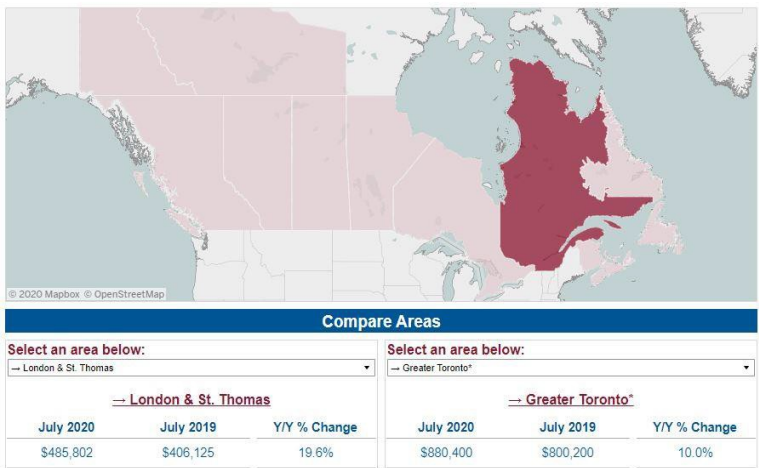 © 2020 Mapbox © OpenStreetMap
Compare Areas
Select an area below:
→ London & St. Thomas
→ London & St. Thomas
July 2020 July 2019 Y/Y % Change
$485,802 $406,125 19.6%
Select an area below:
→ Greater Toronto*
→ Greater Toronto*
July 2020 July 2019 Y/Y % Change
$880,400 $800,200 10.0%